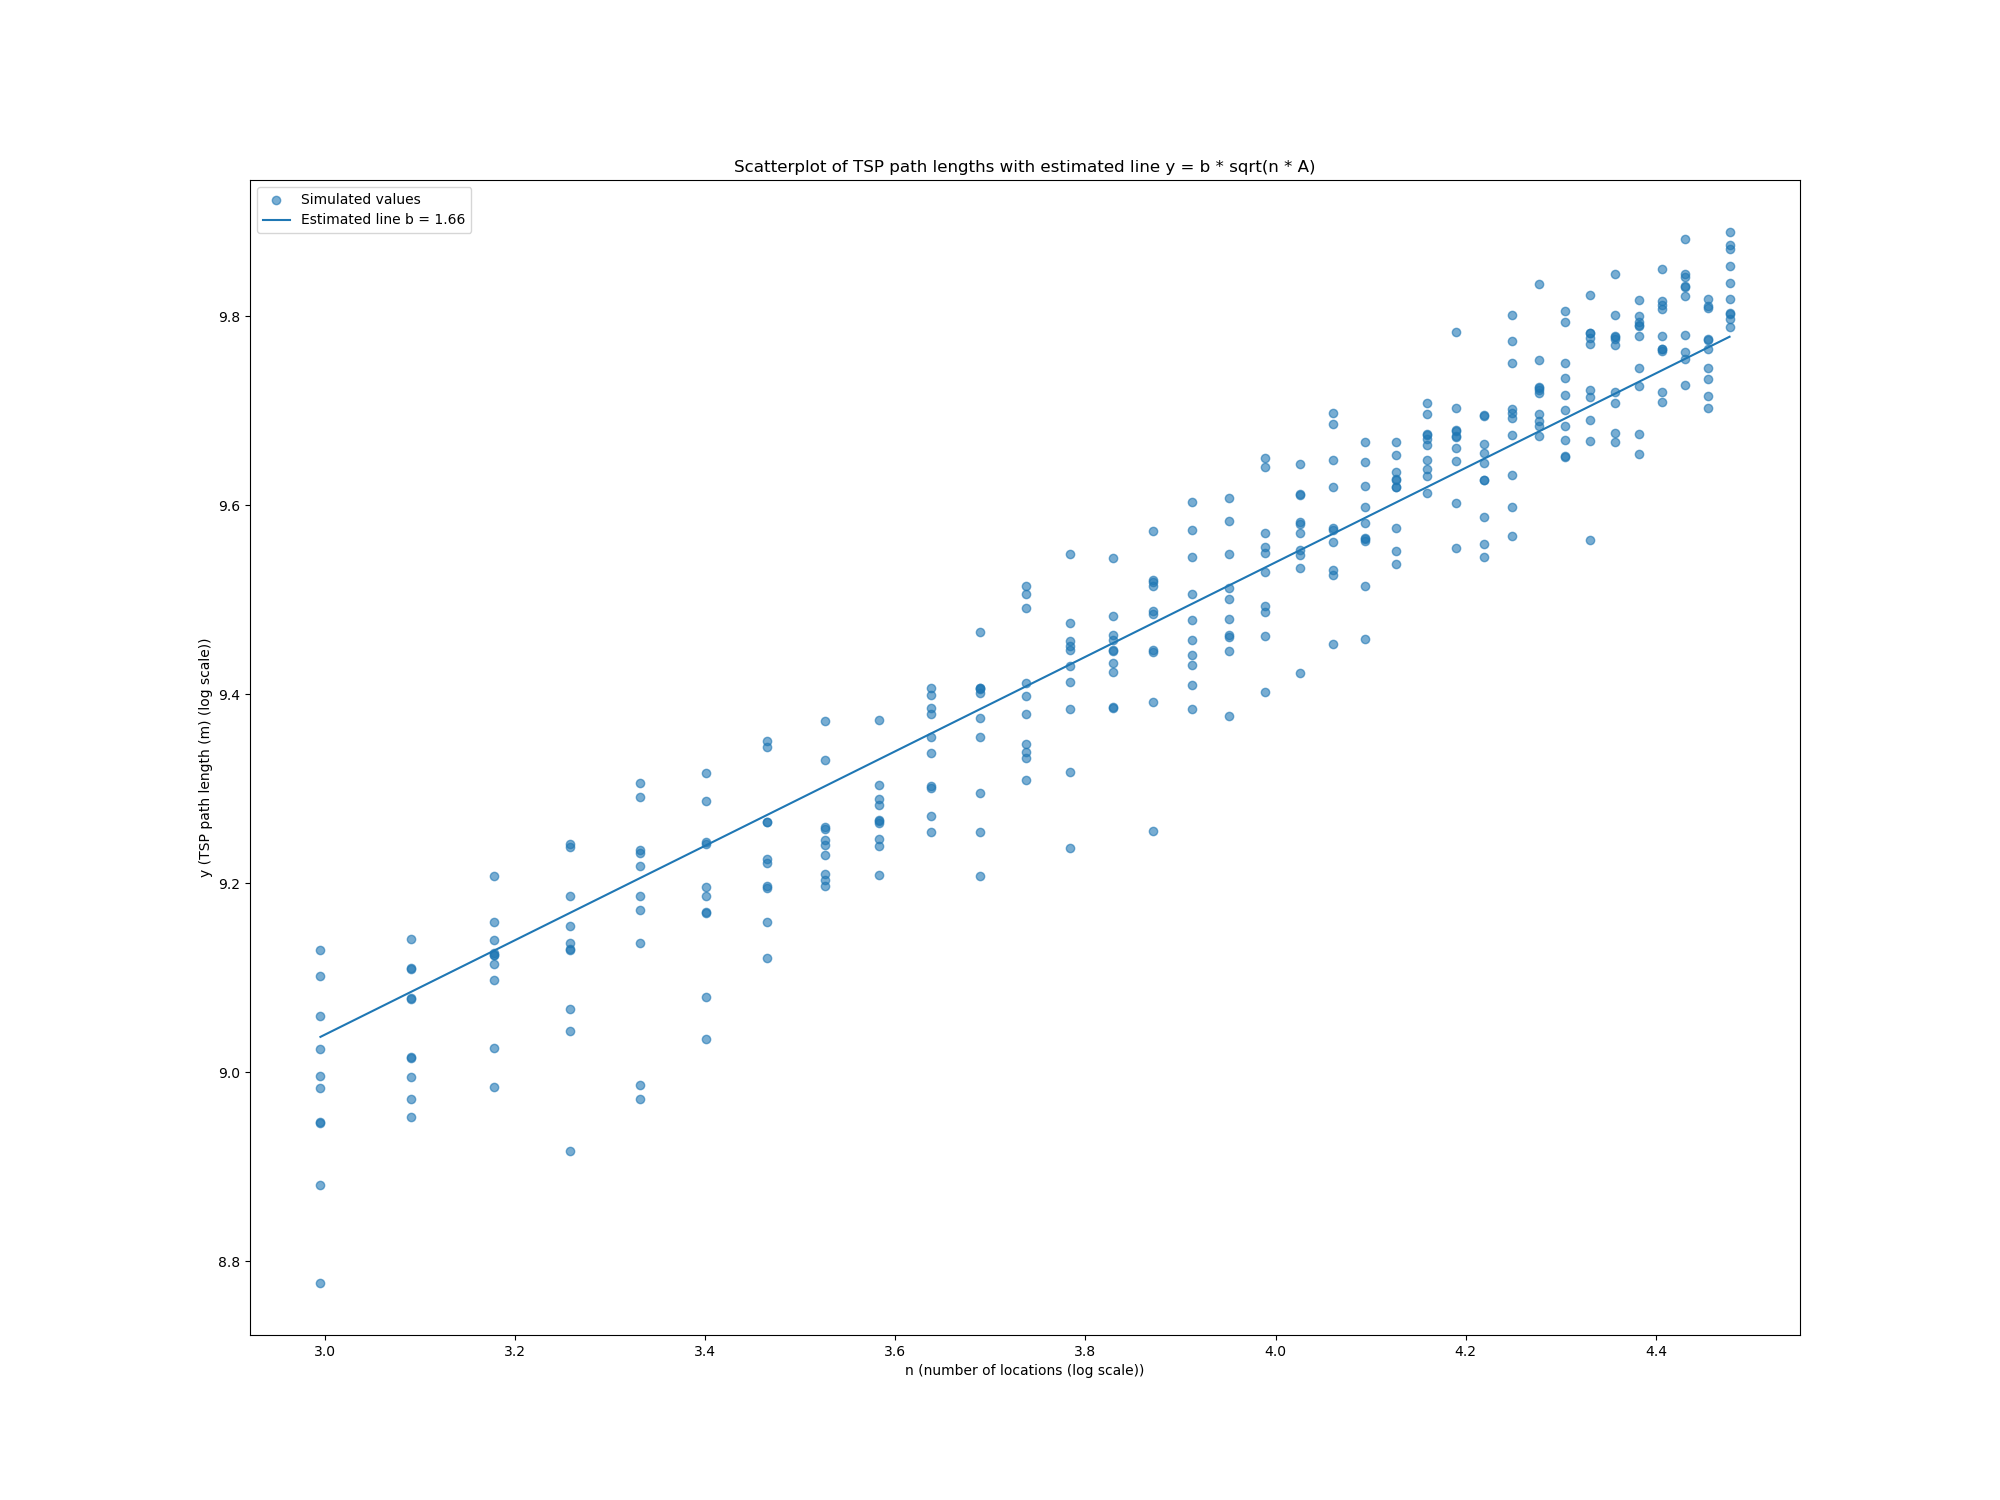 Scatterplot of TSP path lengths with estimated line y = b * sqrt(n * A)
Simulated values
Estimated line b = 1.66
9.8
9.6
9.4
9.2
9.0
8.8
y (TSP path length (m) (log scale))
3.0 3.2 3.4 3.6 3.8 4.0 4.2 4.4
n (number of locations (log scale))